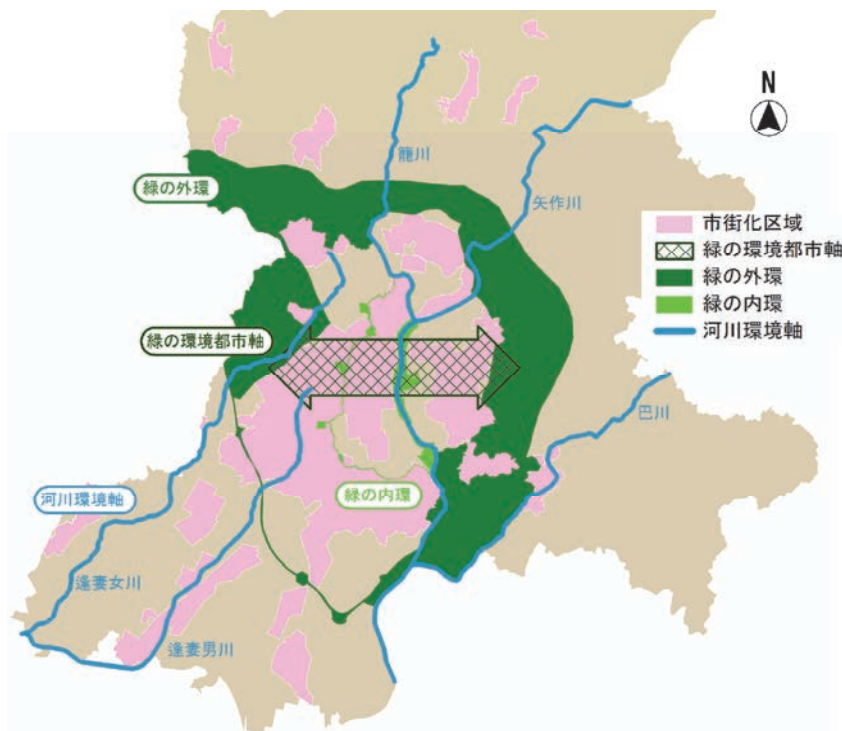 N
籠川
緑の外環
矢作川
市街化区域
緑の環境都市軸
緑の外環
緑の内環
河川環境軸
緑の環境都市軸
巴川
河川環境軸
緑の内環
逢妻女川
逢妻男川